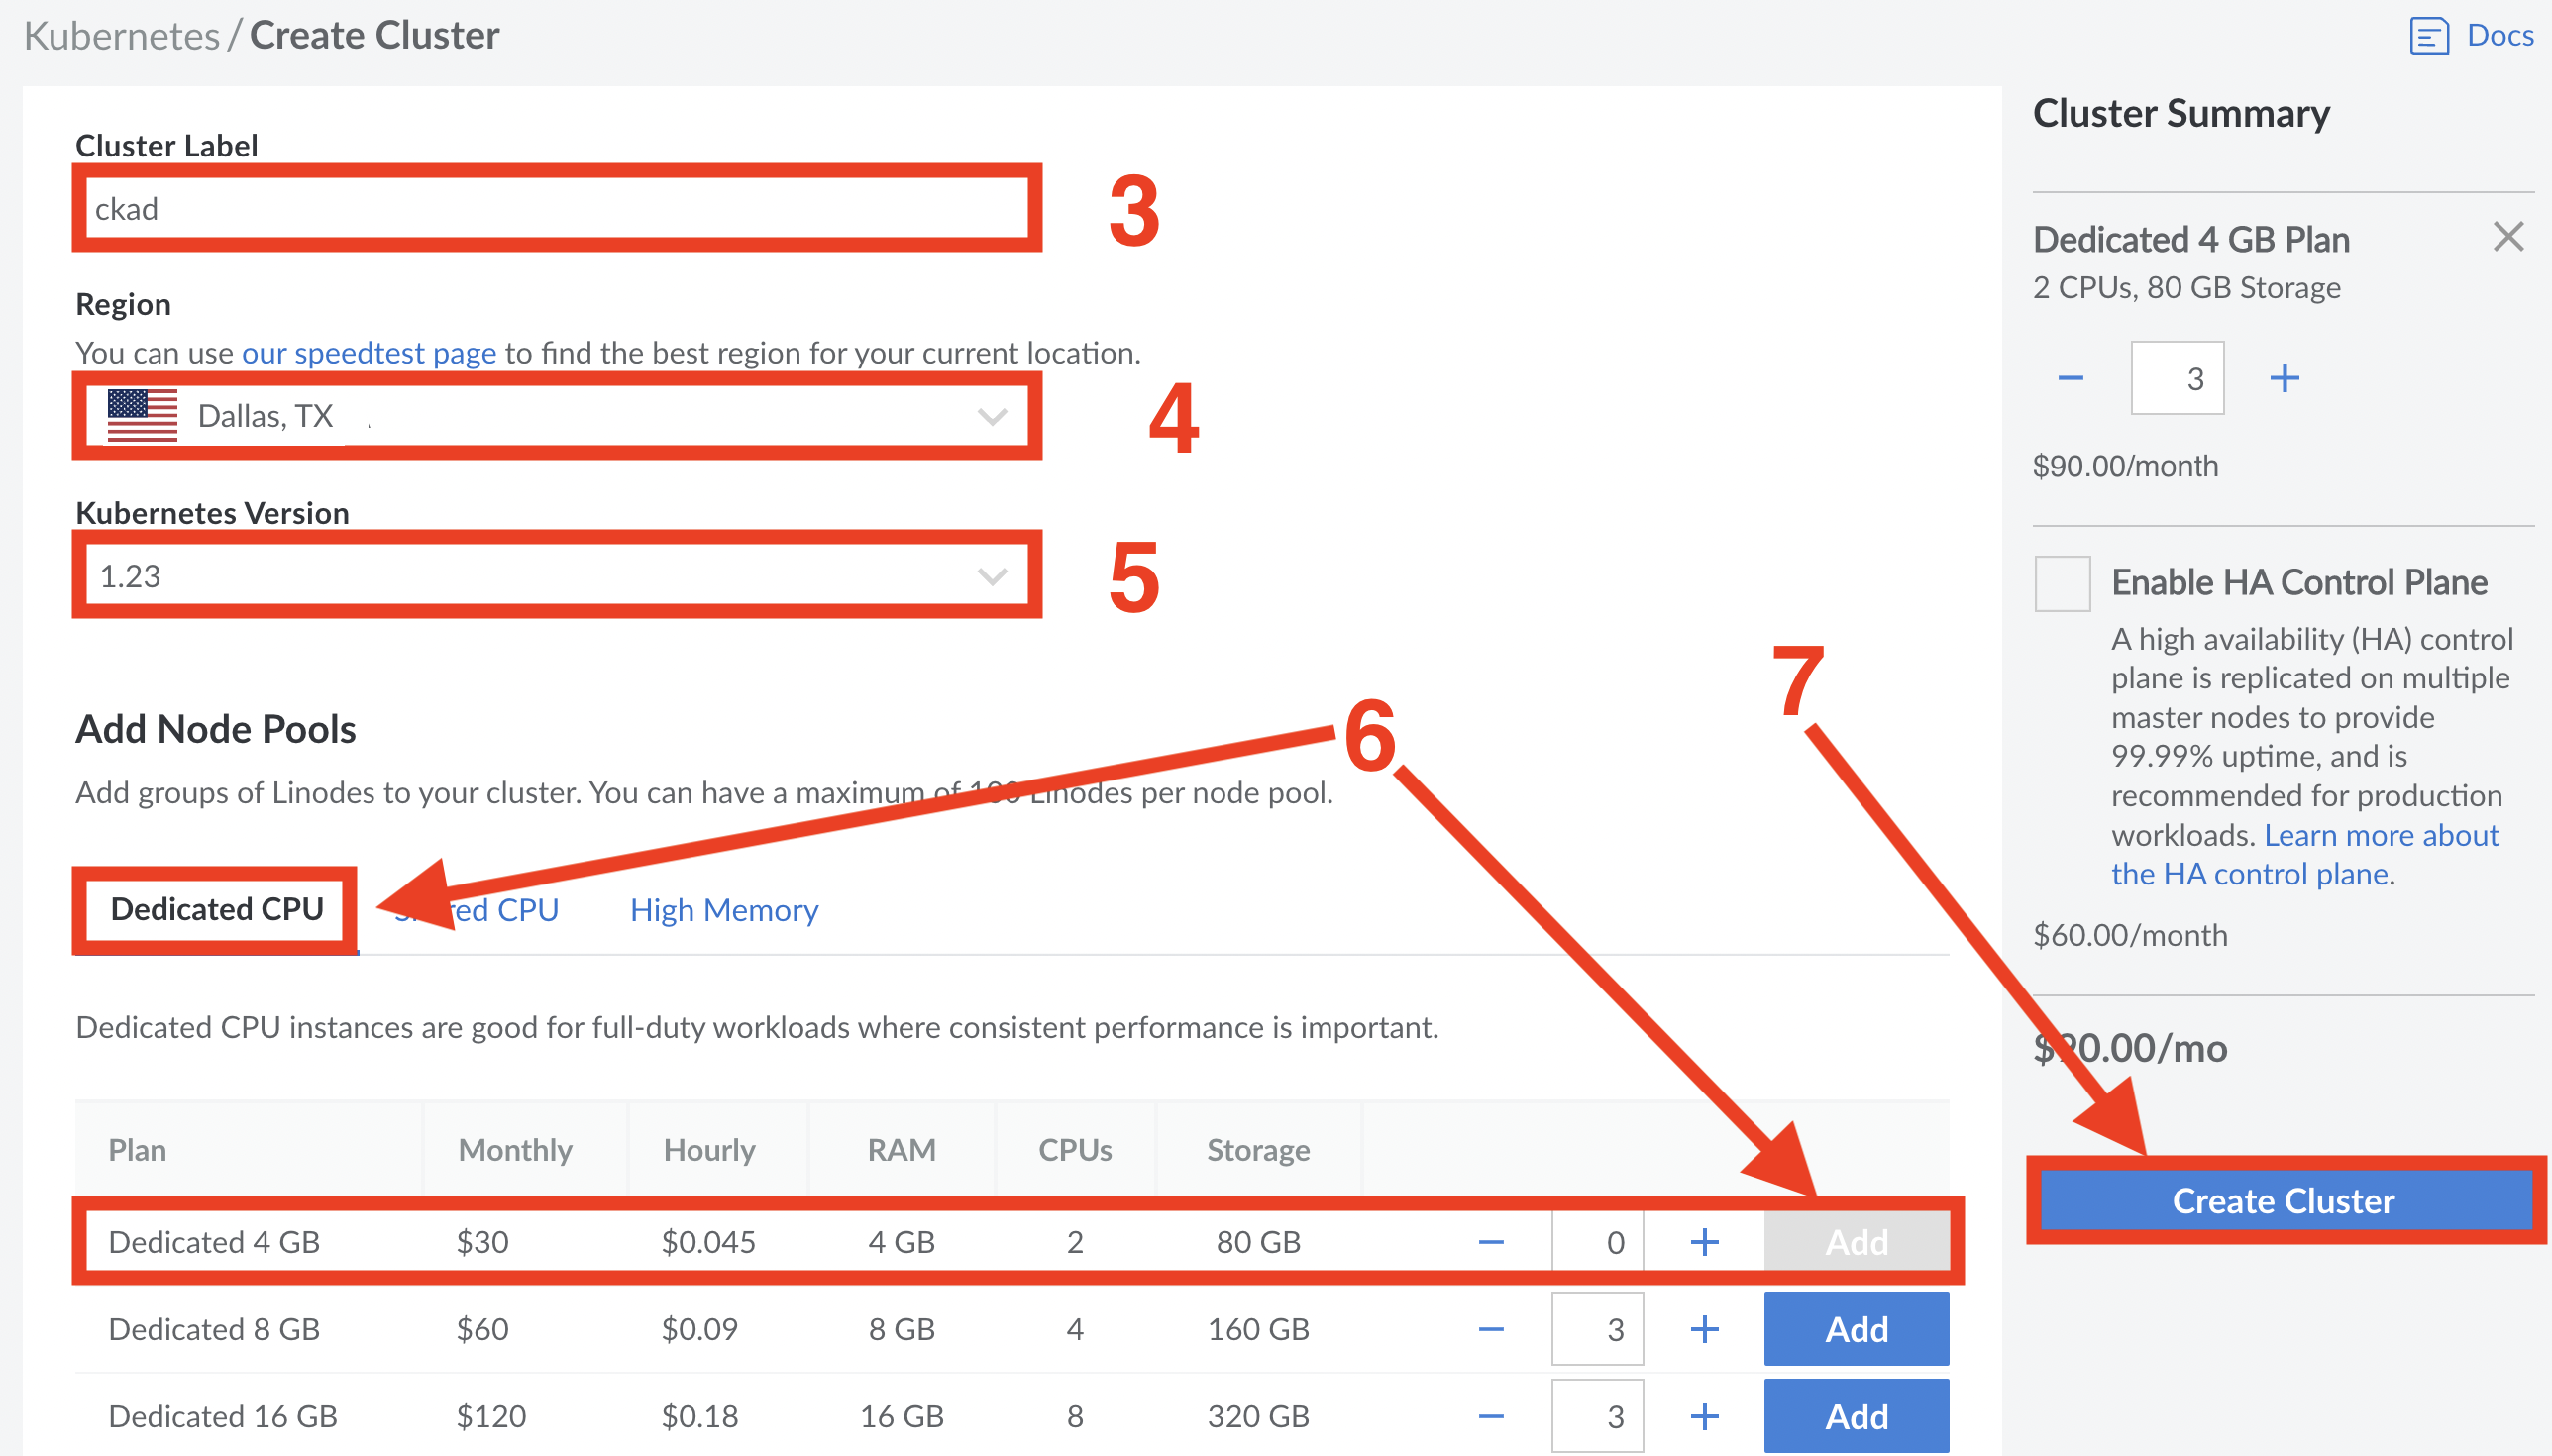 Kubernetes / Create Cluster
Docs
Cluster Label
ckad
3
Region
You can use our speedtest page to find the best region for your current location.
Dallas, TX
4
Kubernetes Version
1.23
5
Add Node Pools
Add groups of Linodes to your cluster. You can have a maximum of 100 Linodes per node pool.
6
7
Dedicated CPU
CPU
High Memory
Dedicated CPU instances are good for full-duty workloads where consistent performance is important.
Plan Monthly Hourly RAM CPUs Storage
Dedicated 4 GB $30 $0.045 4 GB 2 80 GB − 0 + Add
Dedicated 8 GB $60 $0.09 8 GB 4 160 GB − 3 + Add
Dedicated 16 GB $120 $0.18 16 GB 8 320 GB − 3 + Add
Cluster Summary
Dedicated 4 GB Plan
2 CPUs, 80 GB Storage
− 3 +
$90.00/month
Enable HA Control Plane
A high availability (HA) control
plane is replicated on multiple
master nodes to provide
99.99% uptime, and is
recommended for production
workloads. Learn more about
the HA control plane.
$60.00/month
$90.00/mo
Create Cluster